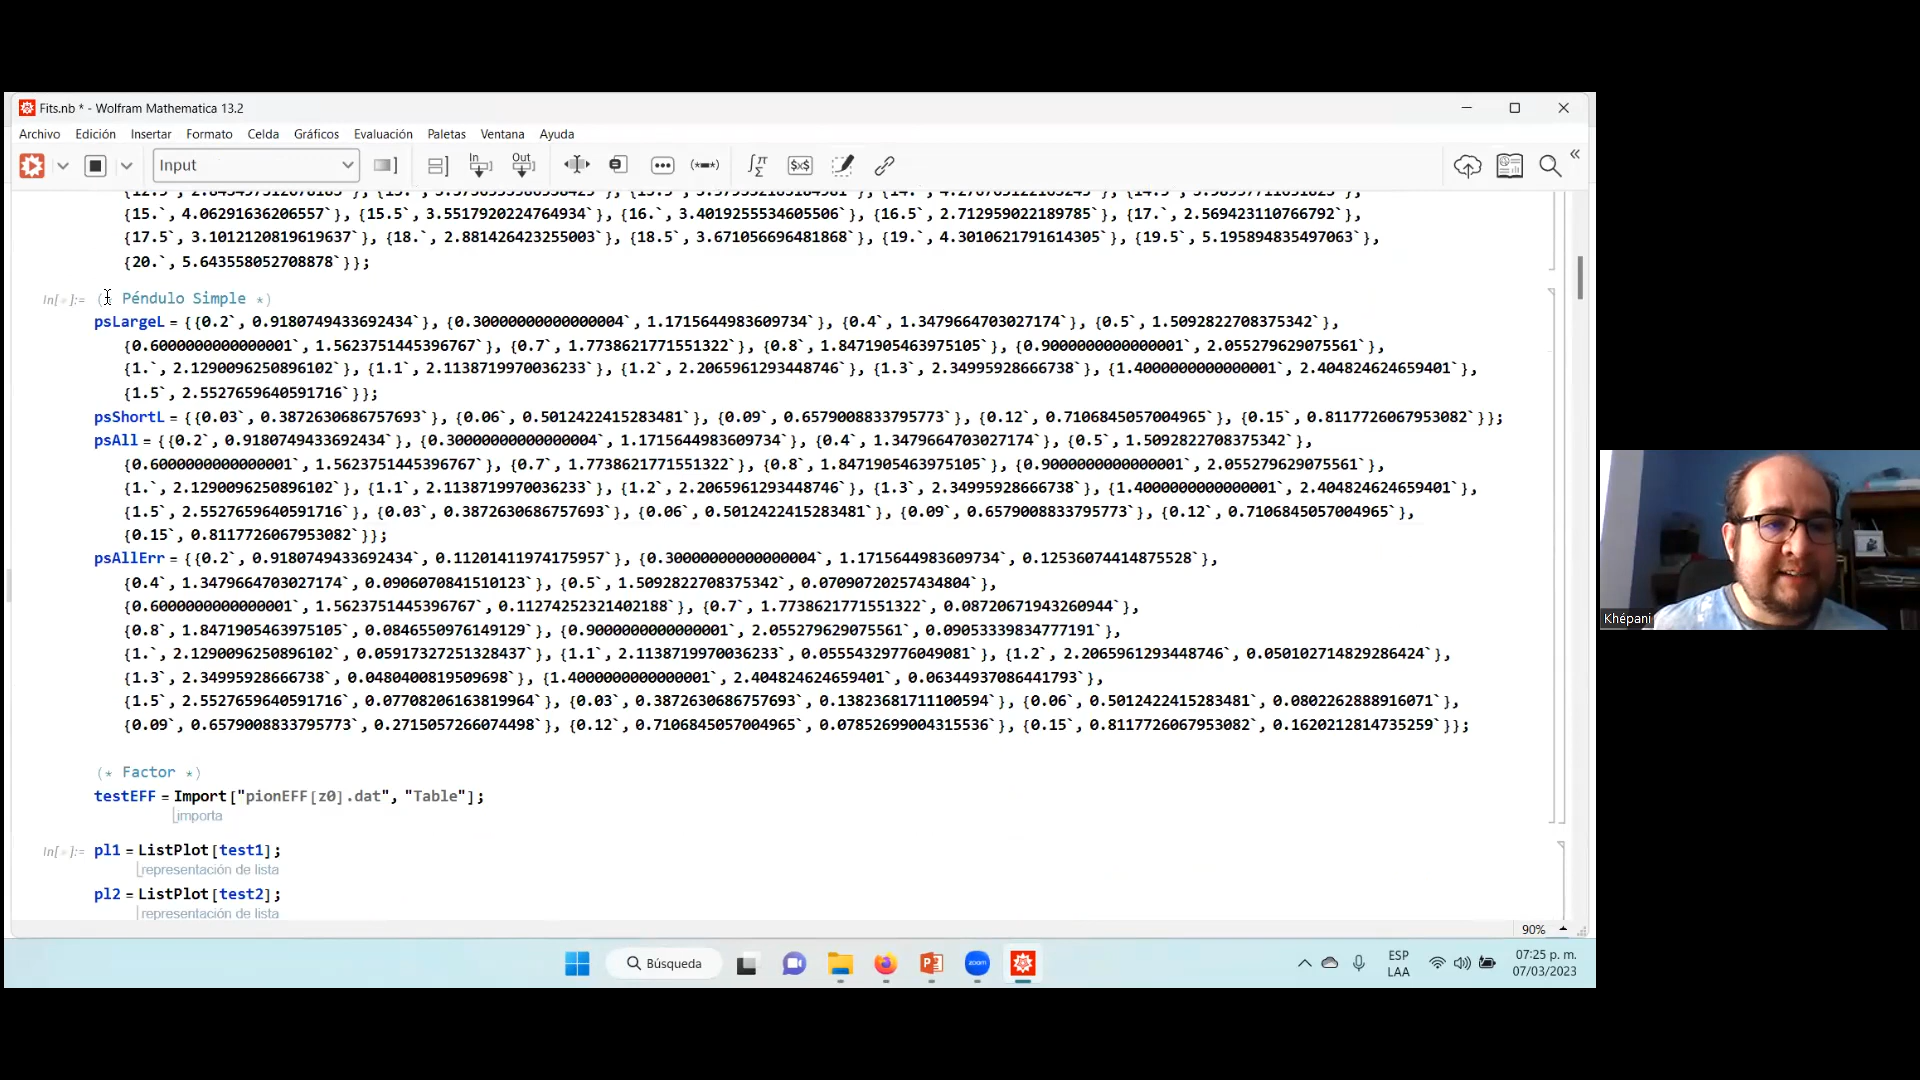 Fits.nb * - Wolfram Mathematica 13.2
Archivo Edición Insertar Formato Celda Gráficos Evaluación Paletas Ventana Ayuda
Input In Out
{15.`, 4.06291636206557`}, {15.5`, 3.5517920224764934`}, {16.`, 3.4019255534605506`}, {16.5`, 2.712959022189785`}, {17.`, 2.569423110766792`},
{17.5`, 3.1012120819619637`}, {18.`, 2.881426423255003`}, {18.5`, 3.671056696481868`}, {19.`, 4.3010621791614305`}, {19.5`, 5.195894835497063`},
{20.`, 5.643558052708878`}};
In[ ]:= (* Péndulo Simple *)
psLargeL = {{0.2`, 0.9180749433692434`}, {0.30000000000000004`, 1.1715644983609734`}, {0.4`, 1.3479664703027174`}, {0.5`, 1.5092822708375342`},
{0.6000000000000001`, 1.5623751445396767`}, {0.7`, 1.7738621771551322`}, {0.8`, 1.8471905463975105`}, {0.9000000000000001`, 2.055279629075561`},
{1.`, 2.1290096250896102`}, {1.1`, 2.1138719970036233`}, {1.2`, 2.2065961293448746`}, {1.3`, 2.34995928666738`}, {1.4000000000000001`, 2.404824624659401`},
{1.5`, 2.5527659640591716`}};
psShortL = {{0.03`, 0.3872630686757693`}, {0.06`, 0.5012422415283481`}, {0.09`, 0.6579008833795773`}, {0.12`, 0.7106845057004965`}, {0.15`, 0.8117726067953082`}};
psAll = {{0.2`, 0.9180749433692434`}, {0.30000000000000004`, 1.1715644983609734`}, {0.4`, 1.3479664703027174`}, {0.5`, 1.5092822708375342`},
{0.6000000000000001`, 1.5623751445396767`}, {0.7`, 1.7738621771551322`}, {0.8`, 1.8471905463975105`}, {0.9000000000000001`, 2.055279629075561`},
{1.`, 2.1290096250896102`}, {1.1`, 2.1138719970036233`}, {1.2`, 2.2065961293448746`}, {1.3`, 2.34995928666738`}, {1.4000000000000001`, 2.404824624659401`},
{1.5`, 2.5527659640591716`}, {0.03`, 0.3872630686757693`}, {0.06`, 0.5012422415283481`}, {0.09`, 0.6579008833795773`}, {0.12`, 0.7106845057004965`},
{0.15`, 0.8117726067953082`}};
psAllErr = {{0.2`, 0.9180749433692434`, 0.11201411974175957`}, {0.30000000000000004`, 1.1715644983609734`, 0.12536074414875528`},
{0.4`, 1.3479664703027174`, 0.0906070841510123`}, {0.5`, 1.5092822708375342`, 0.07090720257434804`},
{0.6000000000000001`, 1.5623751445396767`, 0.11274252321402188`}, {0.7`, 1.7738621771551322`, 0.08720671943260944`},
{0.8`, 1.8471905463975105`, 0.0846550976149129`}, {0.9000000000000001`, 2.055279629075561`, 0.09053339834777191`},
{1.`, 2.1290096250896102`, 0.05917327251328437`}, {1.1`, 2.1138719970036233`, 0.05554329776049081`}, {1.2`, 2.2065961293448746`, 0.050102714829286424`},
{1.3`, 2.34995928666738`, 0.0480400819509698`}, {1.4000000000000001`, 2.404824624659401`, 0.06344937086441793`},
{1.5`, 2.5527659640591716`, 0.07708206163819964`}, {0.03`, 0.3872630686757693`, 0.13823681711100594`}, {0.06`, 0.5012422415283481`, 0.0802262888916071`},
{0.09`, 0.6579008833795773`, 0.2715057266074498`}, {0.12`, 0.7106845057004965`, 0.07852699004315536`}, {0.15`, 0.8117726067953082`, 0.1620212814735259`}};
(* Factor *)
testEFF = Import["pionEFF[z0].dat", "Table"];
importa
In[ ]:= pl1 = ListPlot[test1];
representación de lista
pl2 = ListPlot[test2];
representación de lista
90%
Búsqueda
ESP
LAA
07:25 p. m.
07/03/2023
Khépani